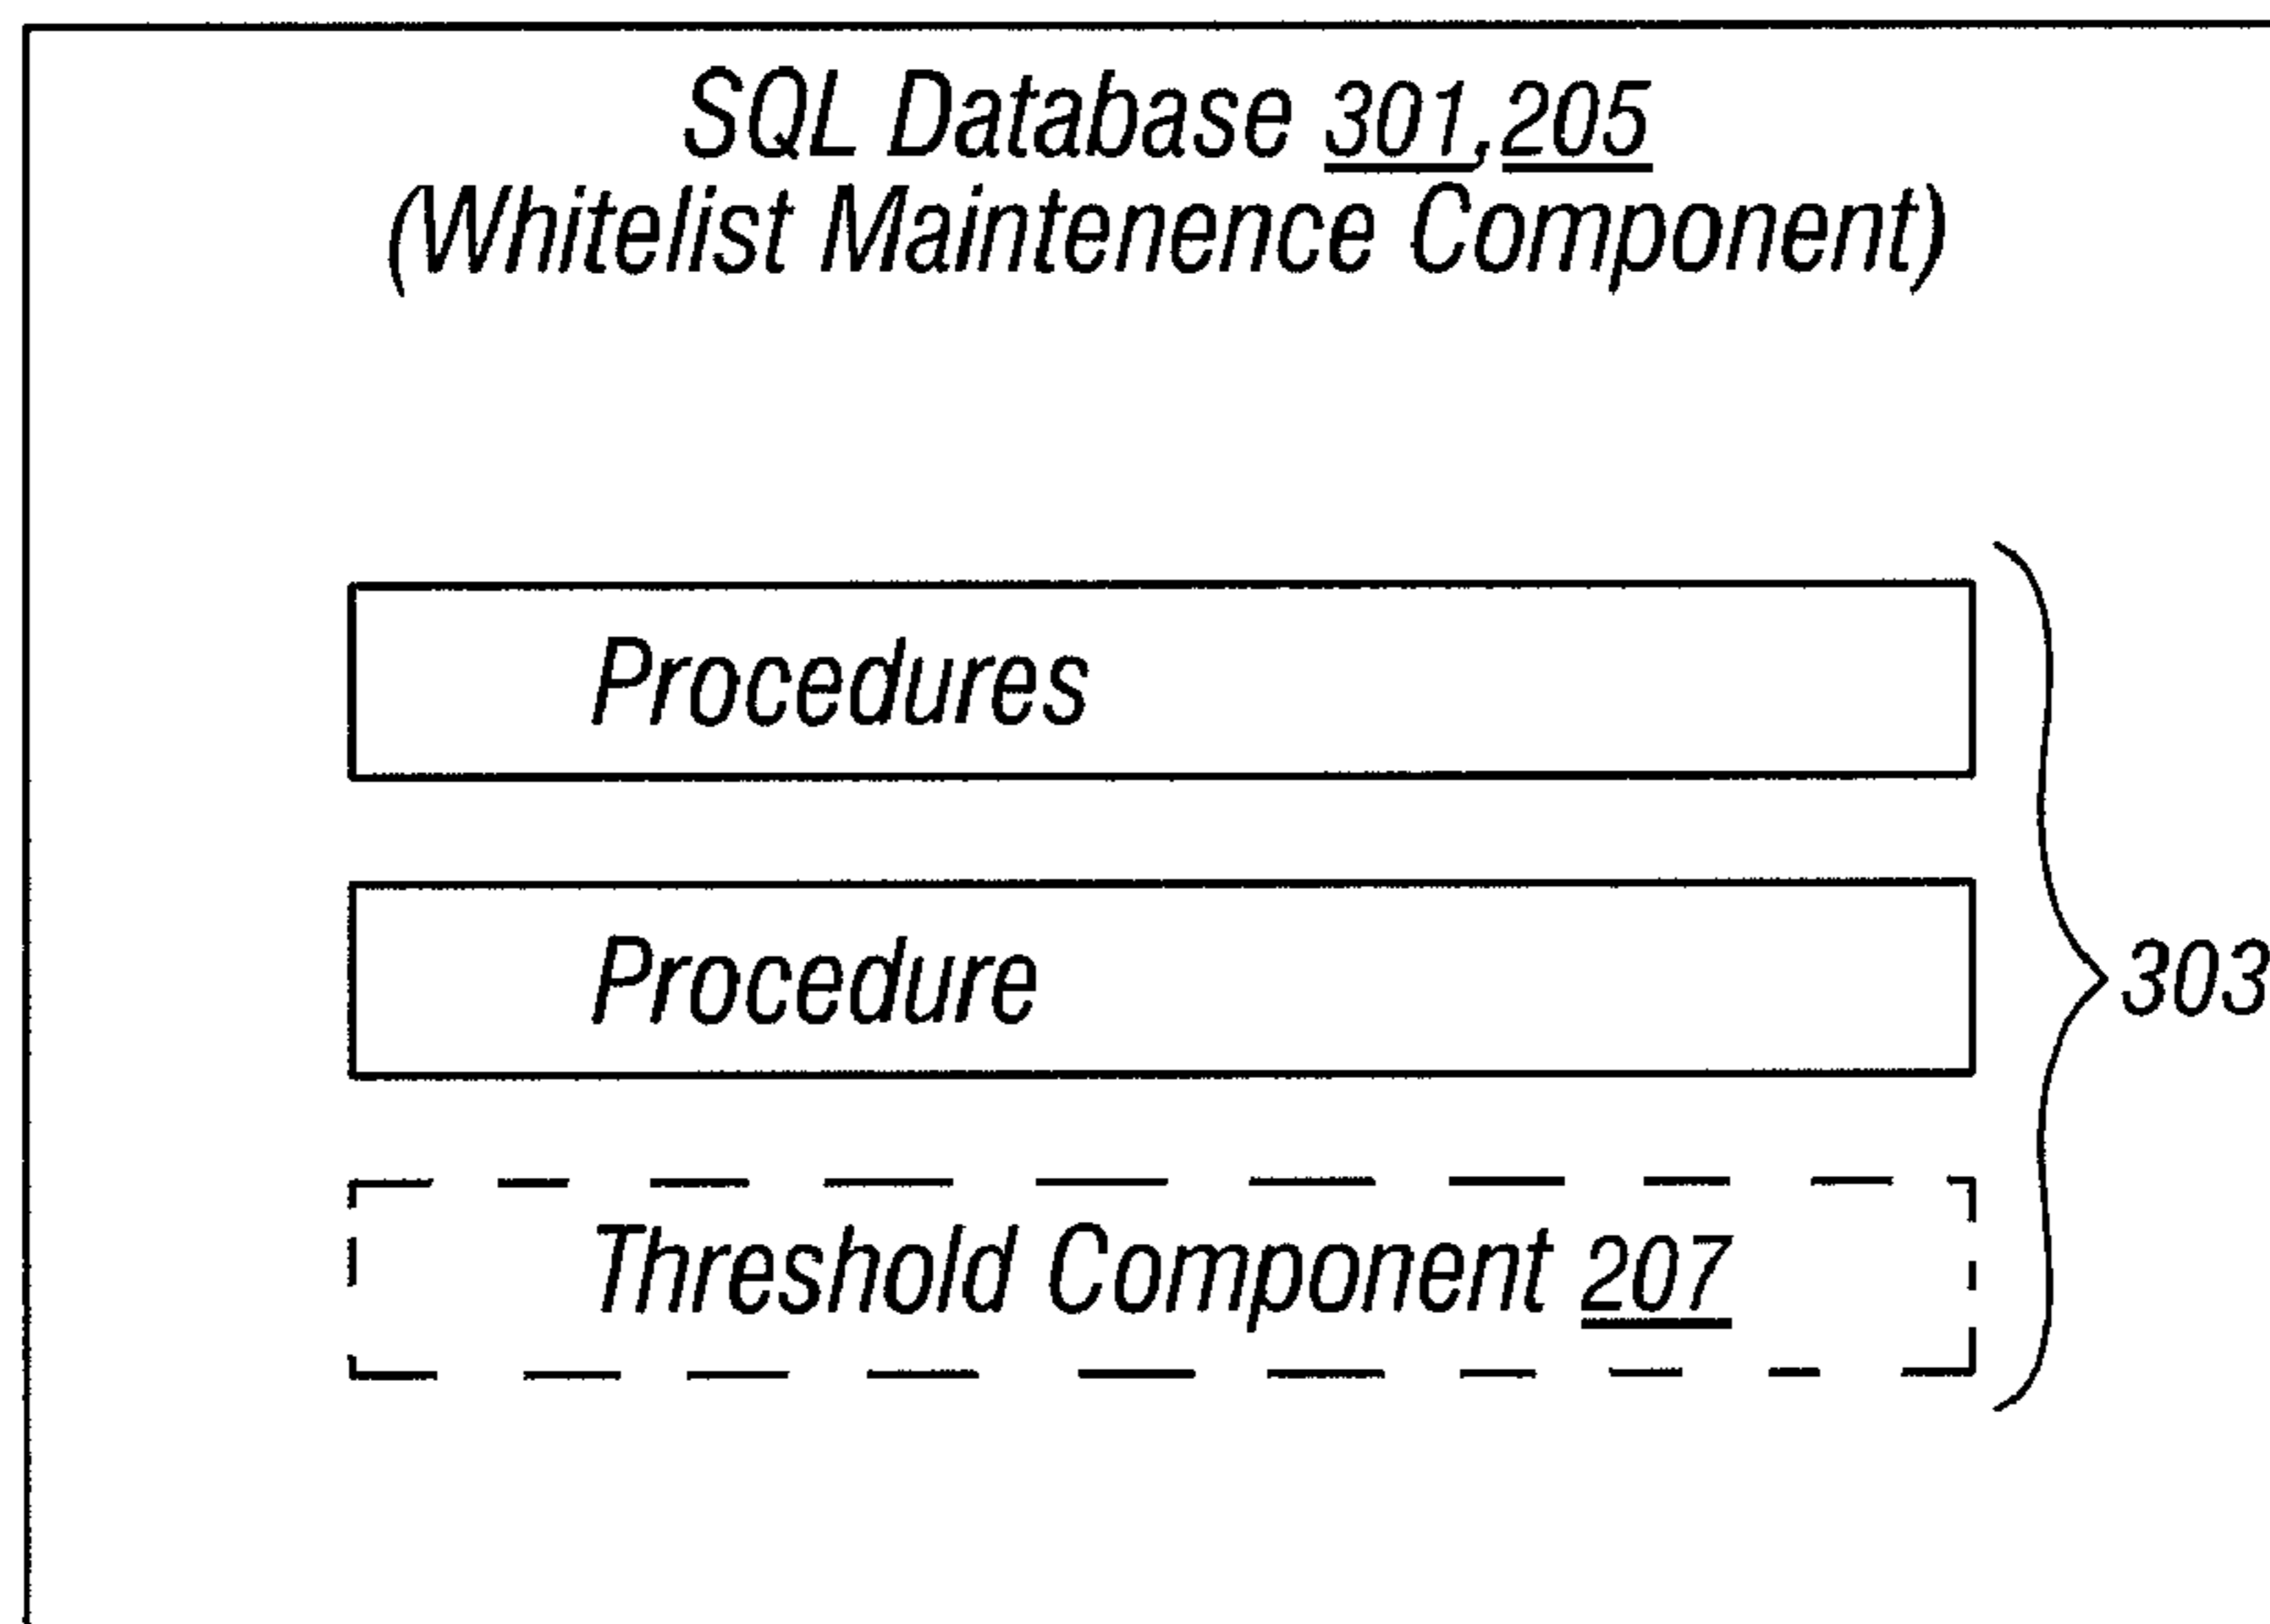 SQL Database 301,205
(Whitelist Maintenence Component)
Procedures
Procedure
303
Threshold Component 207